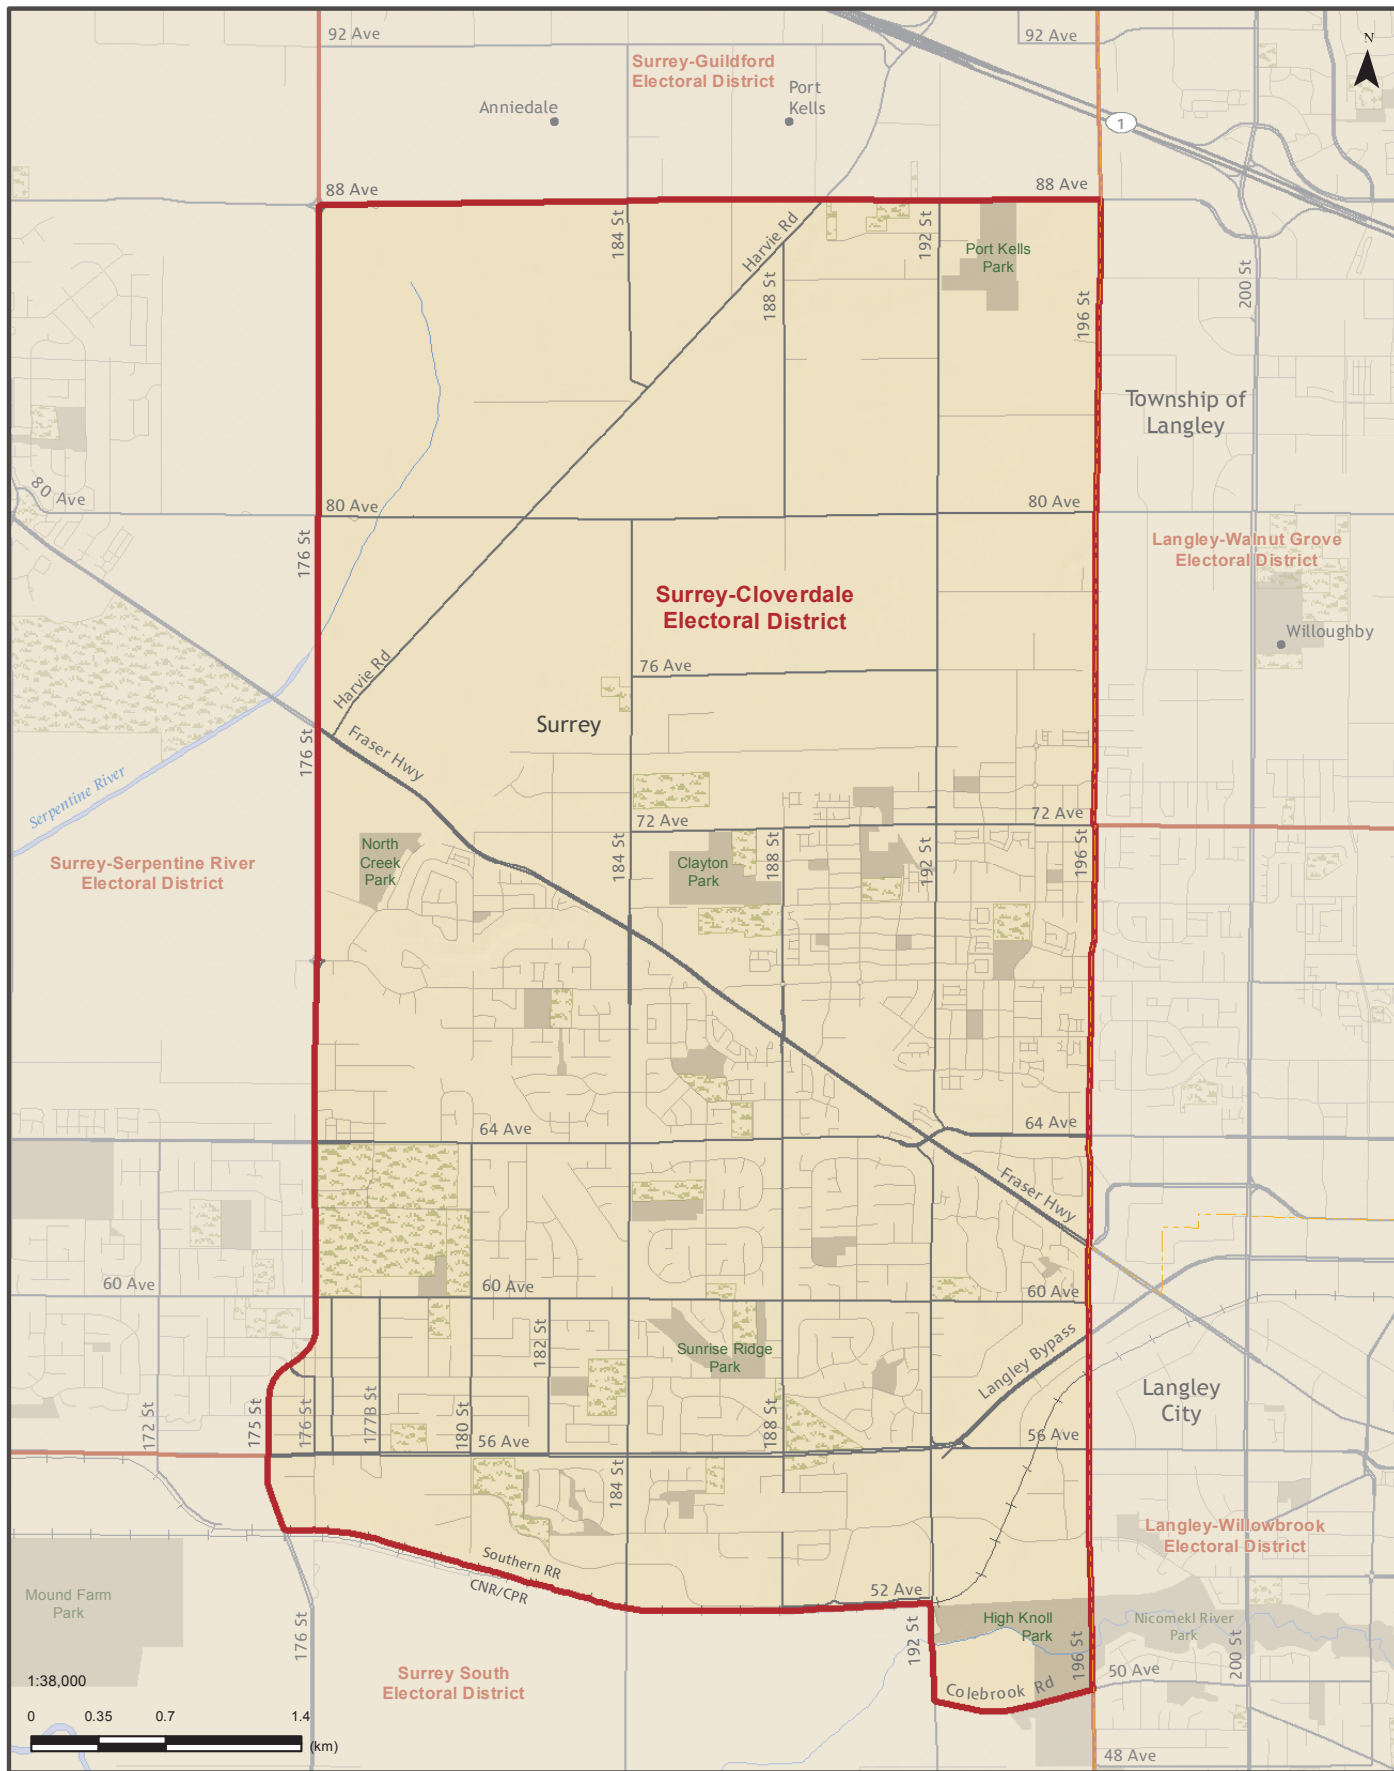 92 Ave
92 Ave
N
Surrey-Guildford
Electoral District
Anniedale
Port
Kells
1
88 Ave
88 Ave
184 St
Harvie Rd
188 St
192 St
Port Kells
Park
196 St
200 St
Township of
Langley
80 Ave
80 Ave
80 Ave
176 St
Langley-Walnut Grove
Electoral District
Surrey-Cloverdale
Electoral District
Willoughby
76 Ave
Harvie Rd
Surrey
176 St
Fraser Hwy
Serpentine River
72 Ave
72 Ave
North
Creek
Park
184 St
Clayton
Park
188 St
192 St
196 St
Surrey-Serpentine River
Electoral District
64 Ave
64 Ave
Fraser Hwy
60 Ave
60 Ave
60 Ave
182 St
Sunrise Ridge
Park
Langley Bypass
Langley
City
172 St
175 St
176 St
177B St
180 St
188 St
56 Ave
56 Ave
184 St
Langley-Willowbrook
Electoral District
Southern RR
CNR/CPR
52 Ave
Mound Farm
Park
High Knoll
Park
Nicomekl River
Park
176 St
192 St
196 St
200 St
50 Ave
Surrey South
Electoral District
Colebrook Rd
1:38,000
0 0.35 0.7 1.4
(km)
48 Ave